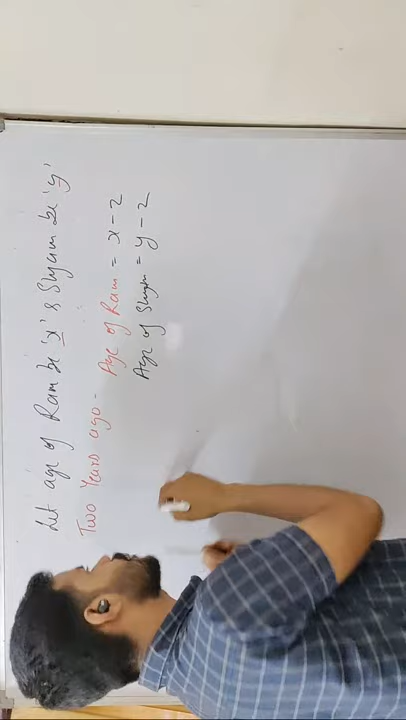 Let age of Ram be 'x' & Shyam be 'y'
Two Years ago - Age of Ram = x-2
Age of Shyam = y-2